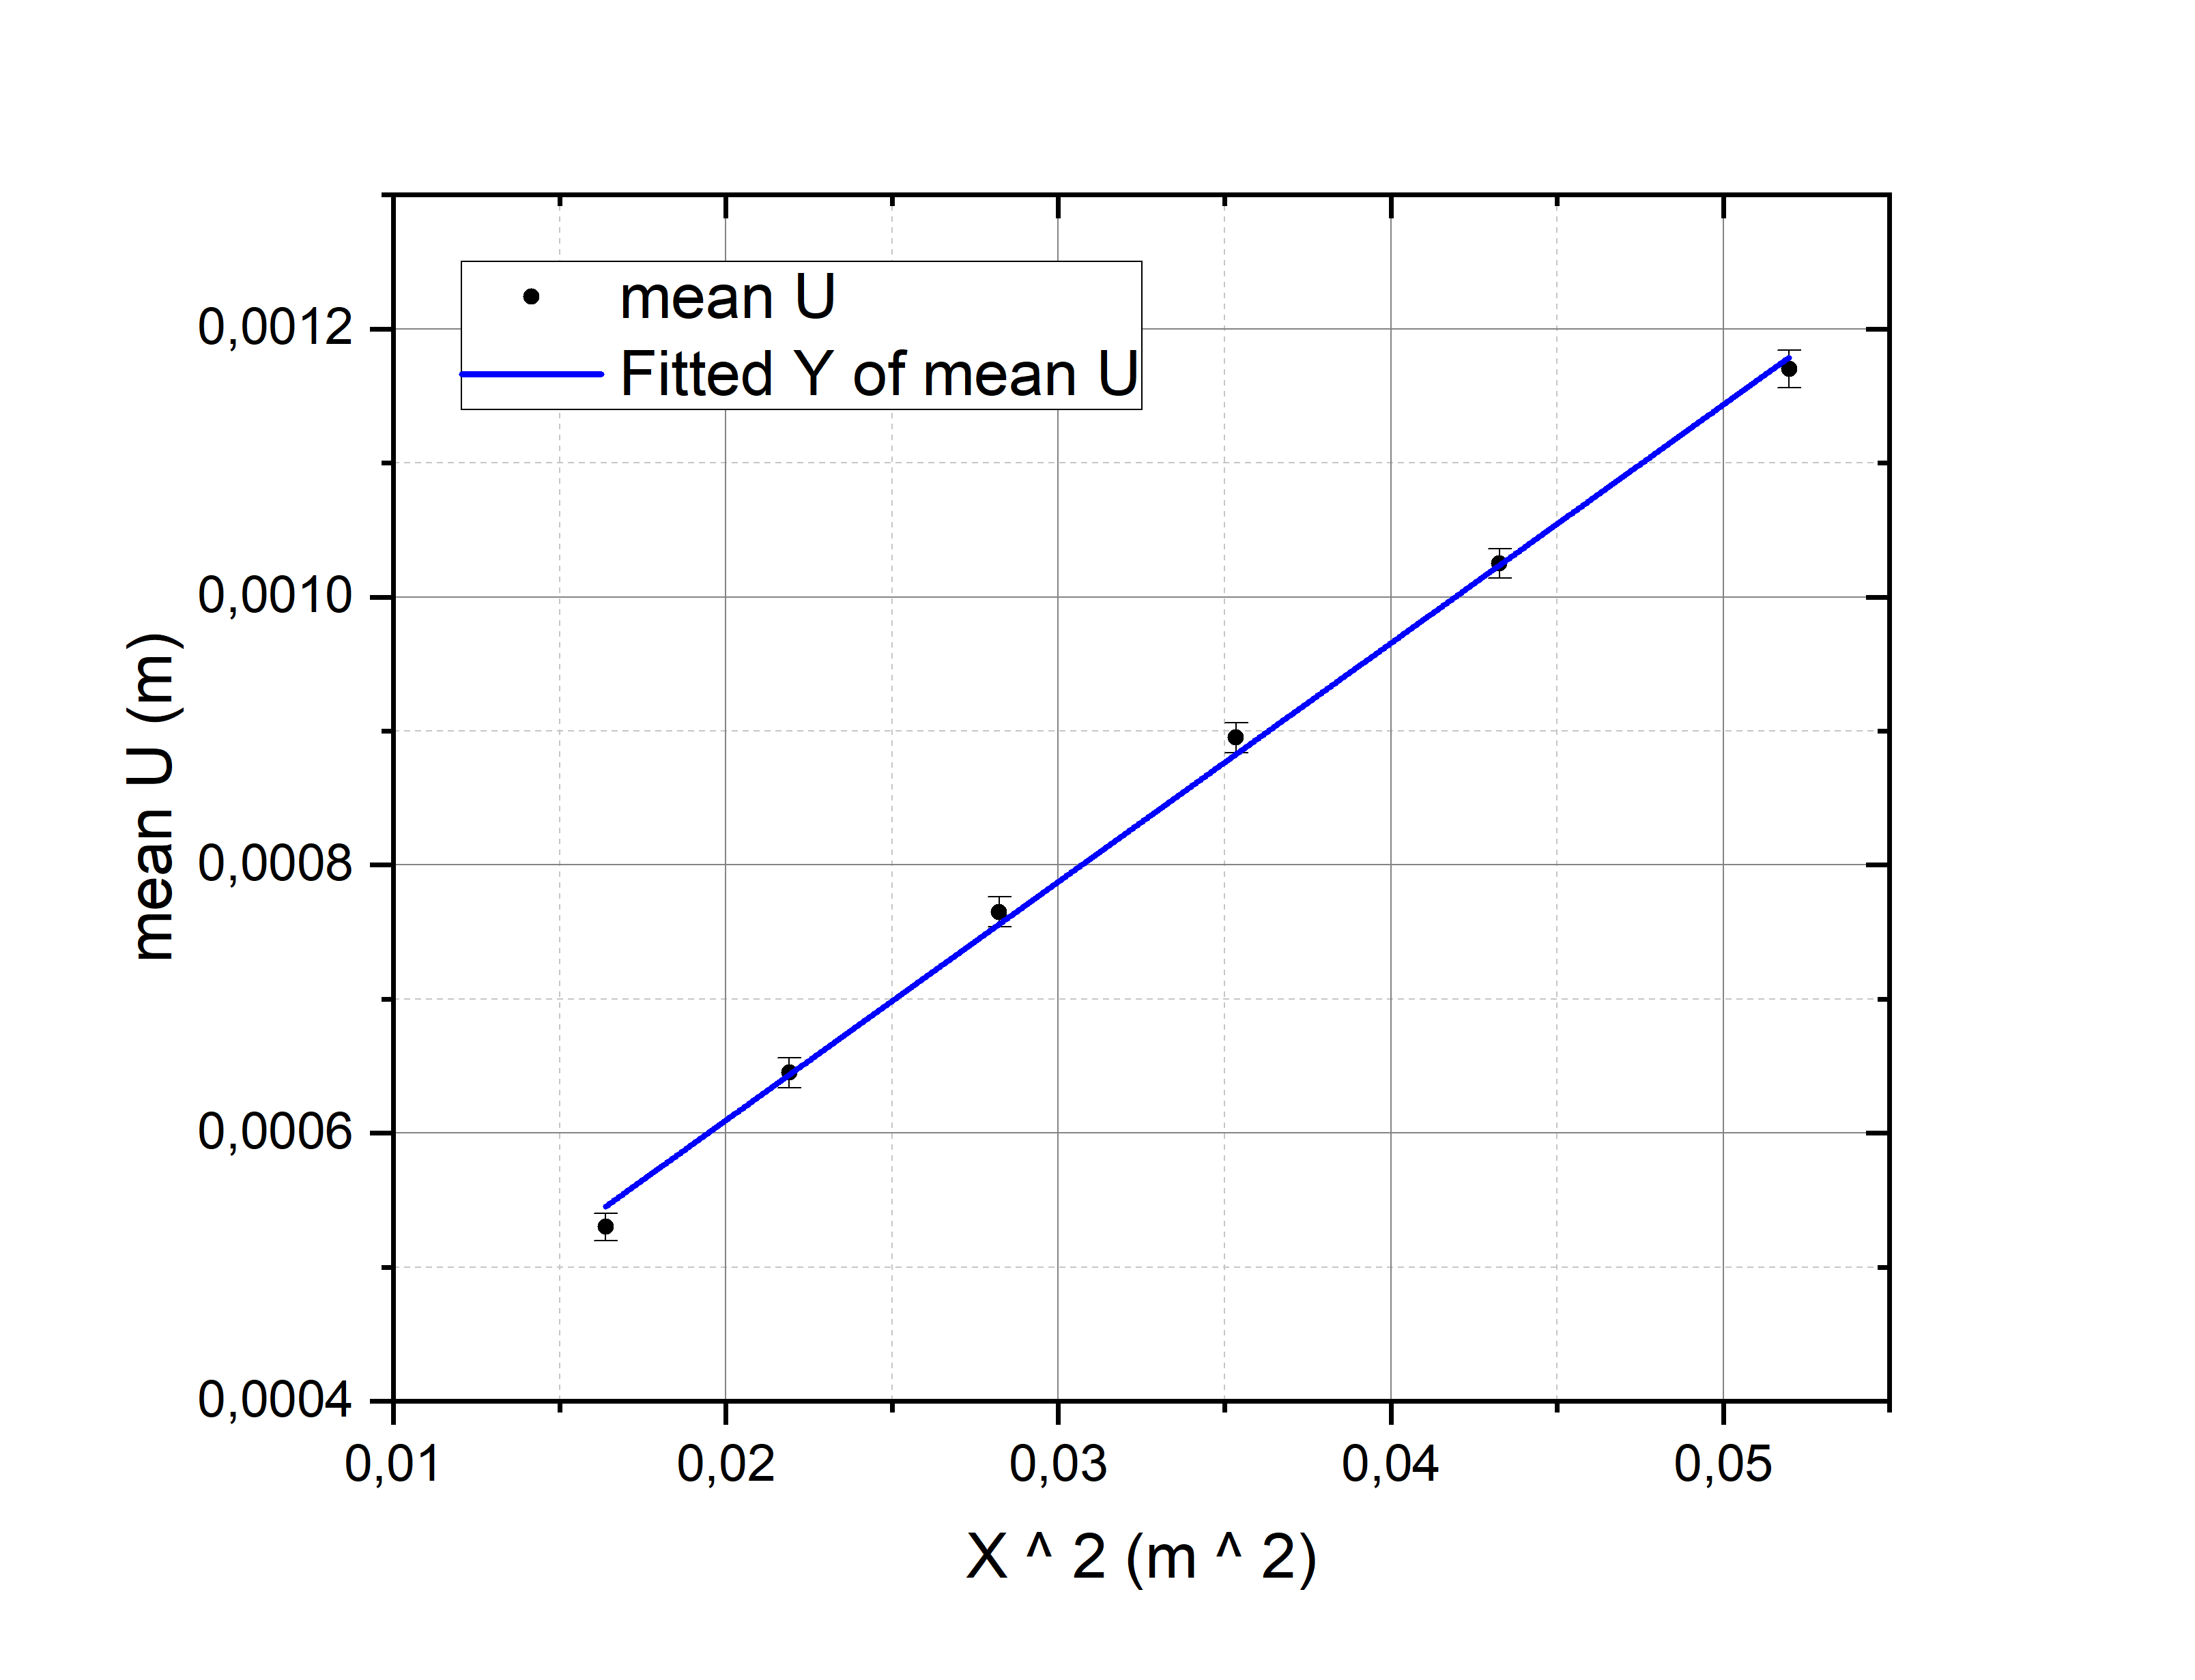 mean U
Fitted Y of mean U
0,0012
0,0010
0,0008
0,0006
0,0004
mean U (m)
0,01
0,02
0,03
0,04
0,05
X ^ 2 (m ^ 2)